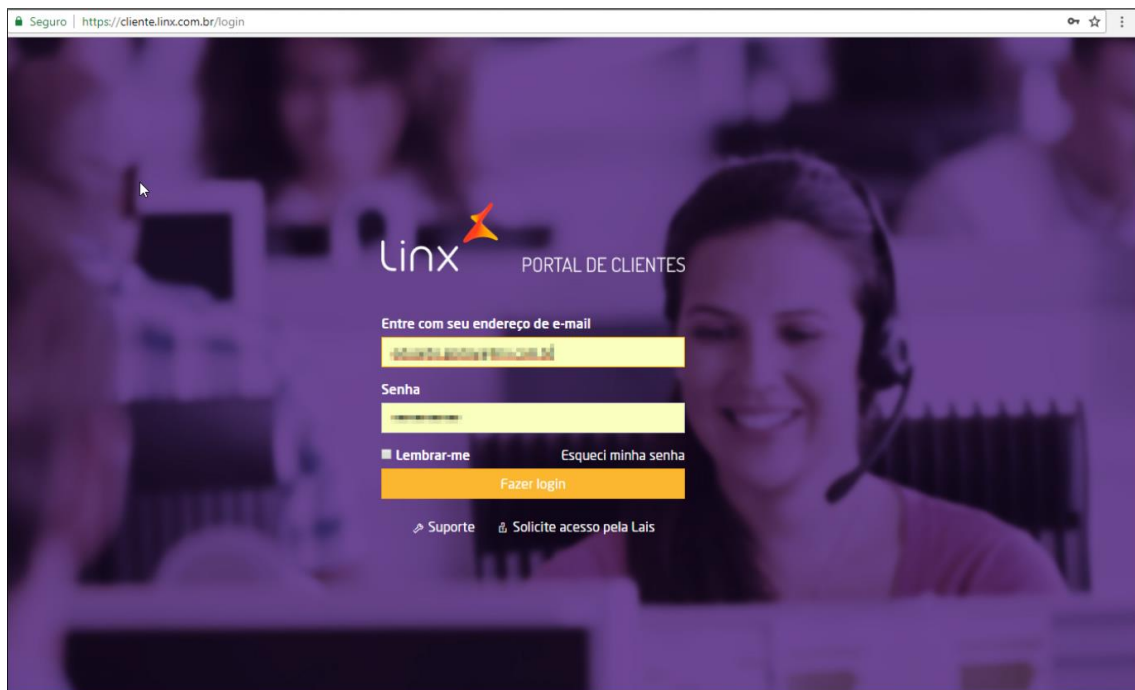 Seguro | https://cliente.linx.com.br/login
Linx
PORTAL DE CLIENTES
Entre com seu endereço de e-mail
Senha
Lembrar-me Esqueci minha senha
Fazer login
Suporte Solicite acesso pela Lais